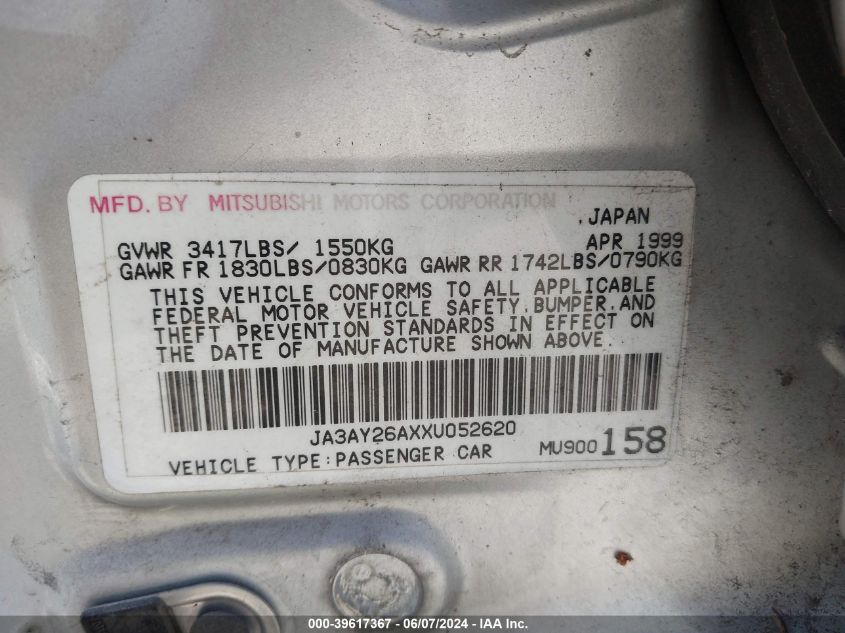 MFD. BY MITSUBISHI MOTORS CORPORATION
.JAPAN
GVWR 3417LBS/ 1550KG APR 1999
GAWR FR 1830LBS/0830KG GAWR RR 1742LBS/0790KG
THIS VEHICLE CONFORMS TO ALL APPLICABLE
FEDERAL MOTOR VEHICLE SAFETY, BUMPER, AND
THEFT PREVENTION STANDARDS IN EFFECT ON
THE DATE OF MANUFACTURE SHOWN ABOVE.
JA3AY26AXXU052620
VEHICLE TYPE:PASSENGER CAR MU900158
000-39617367 - 06/07/2024 - IAA Inc.